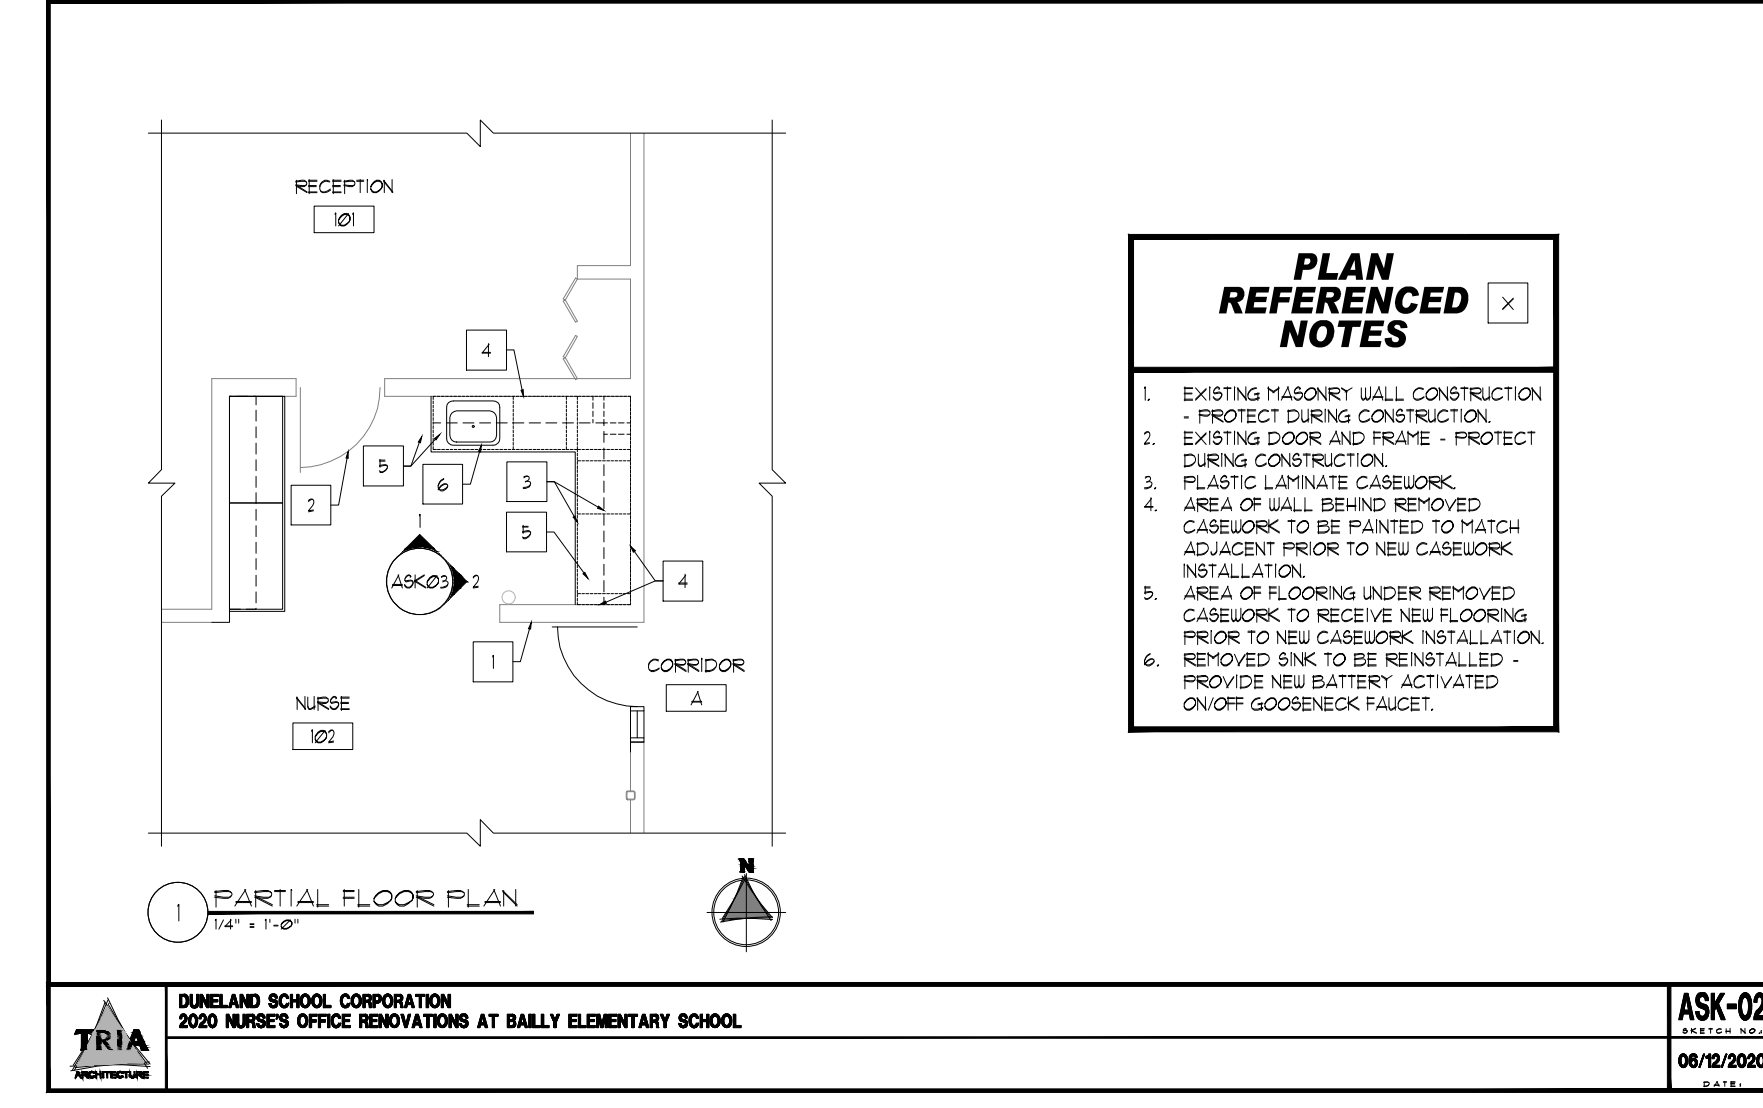 RECEPTION
101
4
5
2
6
3
5
1
ASK03 2
4
1
CORRIDOR
A
NURSE
102
PLAN
REFERENCED
NOTES
X
1. EXISTING MASONRY WALL CONSTRUCTION
- PROTECT DURING CONSTRUCTION.
2. EXISTING DOOR AND FRAME - PROTECT
DURING CONSTRUCTION.
3. PLASTIC LAMINATE CASEWORK.
4. AREA OF WALL BEHIND REMOVED
CASEWORK TO BE PAINTED TO MATCH
ADJACENT PRIOR TO NEW CASEWORK
INSTALLATION.
5. AREA OF FLOORING UNDER REMOVED
CASEWORK TO RECEIVE NEW FLOORING
PRIOR TO NEW CASEWORK INSTALLATION.
6. REMOVED SINK TO BE REINSTALLED -
PROVIDE NEW BATTERY ACTIVATED
ON/OFF GOOSENECK FAUCET.
1 PARTIAL FLOOR PLAN
1/4" = 1'-0"
N
TRIA
ARCHITECTURE
DUNELAND SCHOOL CORPORATION
2020 NURSE'S OFFICE RENOVATIONS AT BAILLY ELEMENTARY SCHOOL
ASK-02
SKETCH NO.:
06/12/2020
DATE: